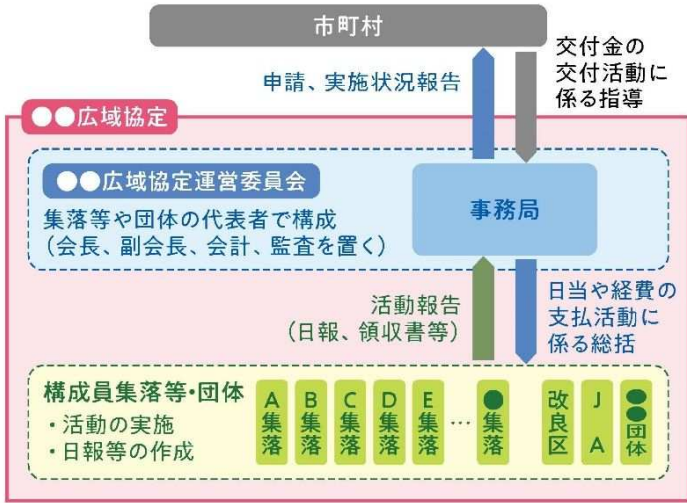 市町村
申請、実施状況報告
交付金の
交付活動に
係る指導
●●広域協定
●●広域協定運営委員会
集落等や団体の代表者で構成
（会長、副会長、会計、監査を置く）
事務局
活動報告
（日報、領収書等）
日当や経費の
支払活動に
係る総括
構成員集落等・団体
・活動の実施
・日報等の作成
A集落
B集落
C集落
D集落
E集落
…
●集落
改良区
JA
●●団体